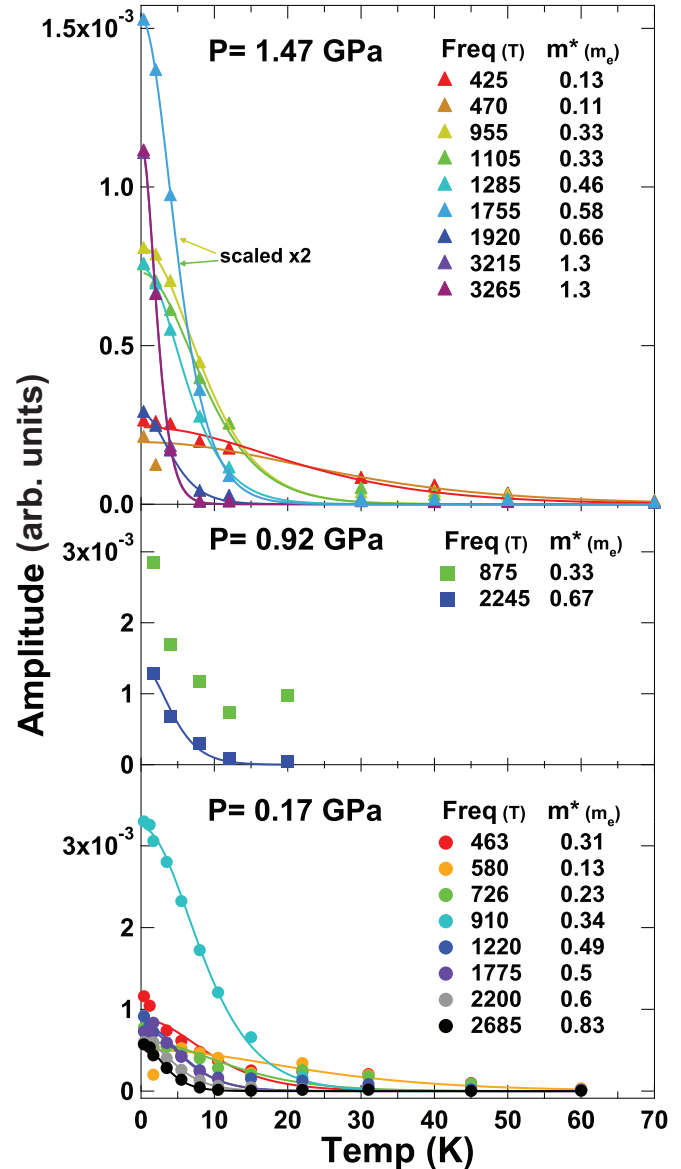 P= 1.47 GPa
Freq (T) m* (me)
425 0.13
470 0.11
955 0.33
1105 0.33
1285 0.46
1755 0.58
1920 0.66
3215 1.3
3265 1.3
scaled x2
1.5x10-3
1.0
0.5
0.0
P= 0.92 GPa
Freq (T) m* (me)
875 0.33
2245 0.67
3x10-3
2
1
0
P= 0.17 GPa
Freq (T) m* (me)
463 0.31
580 0.13
726 0.23
910 0.34
1220 0.49
1775 0.5
2200 0.6
2685 0.83
3x10-3
2
1
0
0 10 20 30 40 50 60 70
Temp (K)
Amplitude (arb. units)